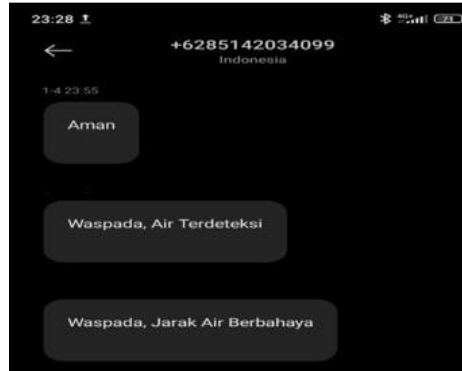 23:28
+6285142034099
Indonesia
1-4 23:55
Aman
Waspada, Air Terdeteksi
Waspada, Jarak Air Berbahaya